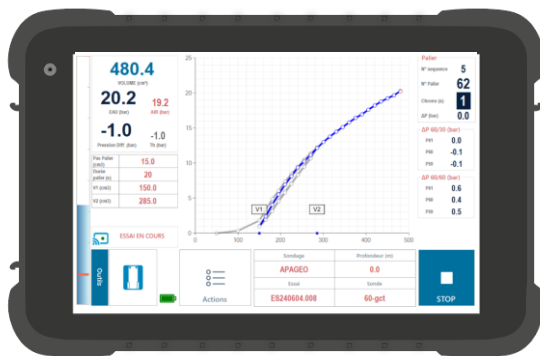 480.4
VOLUME (cm³)
20.2
19.2
EAU (bar)
AIR (bar)
-1.0
-1.0
Pression Diff. (bar)
Th (bar)
Pas Palier (cm3)
15.0
Durée palier (s)
20
V1 (cm3)
150.0
V2 (cm3)
285.0
ESSAI EN COURS
25
20
15
10
5
0
V1
V2
0
100
200
300
400
500
Palier
N° sequence
5
N° Palier
62
Chrono (s)
1
ΔP (bar)
0.0
ΔP 60/30 (bar)
0.0
-0.1
-0.1
ΔP 60/60 (bar)
0.6
0.4
0.5
Outils
Actions
Sondage
Profondeur (m)
APAGEO
0.0
Essai
Sonde
ES240604.008
60-gct
STOP